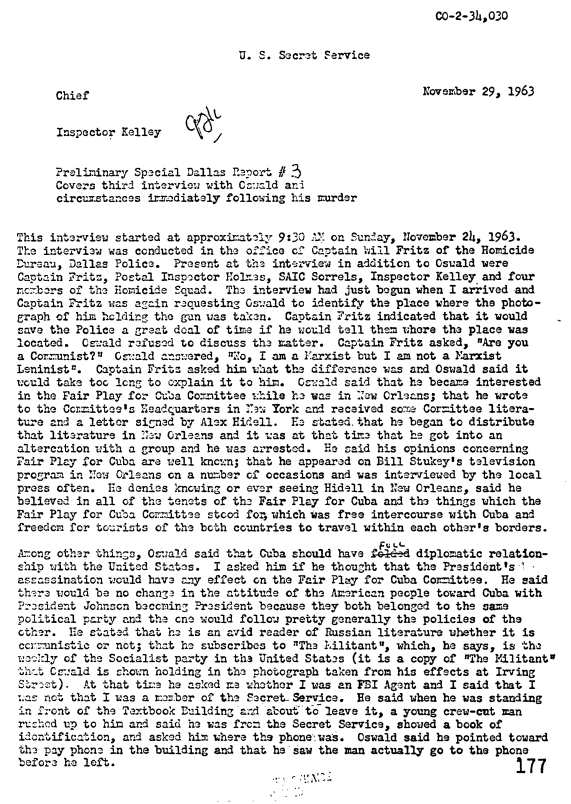 CO-2-34,030
U. S. Secret Service
Chief
November 29, 1963
Inspector Kelley
Preliminary Special Dallas Report # 3
Covers third interview with Oswald and
circumstances immediately following his murder
This interview started at approximately 9:30 AM on Sunday, November 24, 1963.
The interview was conducted in the office of Captain Will Fritz of the Homicide
Bureau, Dallas Police. Present at the interview in addition to Oswald were
Captain Fritz, Postal Inspector Holmes, SAIC Sorrels, Inspector Kelley and four
members of the Homicide Squad. The interview had just begun when I arrived and
Captain Fritz was again requesting Oswald to identify the place where the photo-
graph of him holding the gun was taken. Captain Fritz indicated that it would
save the Police a great deal of time if he would tell them where the place was
located. Oswald refused to discuss the matter. Captain Fritz asked, "Are you
a Communist?" Oswald answered, "No, I am a Marxist but I am not a Marxist
Leninist". Captain Fritz asked him what the difference was and Oswald said it
would take too long to explain it to him. Oswald said that he became interested
in the Fair Play for Cuba Committee while he was in New Orleans; that he wrote
to the Committee's Headquarters in New York and received some Committee litera-
ture and a letter signed by Alex Hidell. He stated that he began to distribute
that literature in New Orleans and it was at that time that he got into an
altercation with a group and he was arrested. He said his opinions concerning
Fair Play for Cuba are well known; that he appeared on Bill Stukey's television
program in New Orleans on a number of occasions and was interviewed by the local
press often. He denies knowing or ever seeing Hidell in New Orleans, said he
believed in all of the tenets of the Fair Play for Cuba and the things which the
Fair Play for Cuba Committee stood for, which was free intercourse with Cuba and
freedom for tourists of the both countries to travel within each other's borders.
Among other things, Oswald said that Cuba should have full diplomatic relation-
ship with the United States. I asked him if he thought that the President's
assassination would have any effect on the Fair Play for Cuba Committee. He said
there would be no change in the attitude of the American people toward Cuba with
President Johnson becoming President because they both belonged to the same
political party and the one would follow pretty generally the policies of the
other. He stated that he is an avid reader of Russian literature whether it is
communistic or not; that he subscribes to "The Militant", which, he says, is the
weekly of the Socialist party in the United States (it is a copy of "The Militant"
that Oswald is shown holding in the photograph taken from his effects at Irving
Street). At that time he asked me whether I was an FBI Agent and I said that I
was not that I was a member of the Secret Service. He said when he was standing
in front of the Textbook Building and about to leave it, a young crew-cut man
rushed up to him and said he was from the Secret Service, showed a book of
identification, and asked him where the phone was. Oswald said he pointed toward
the pay phone in the building and that he saw the man actually go to the phone
before he left.
177